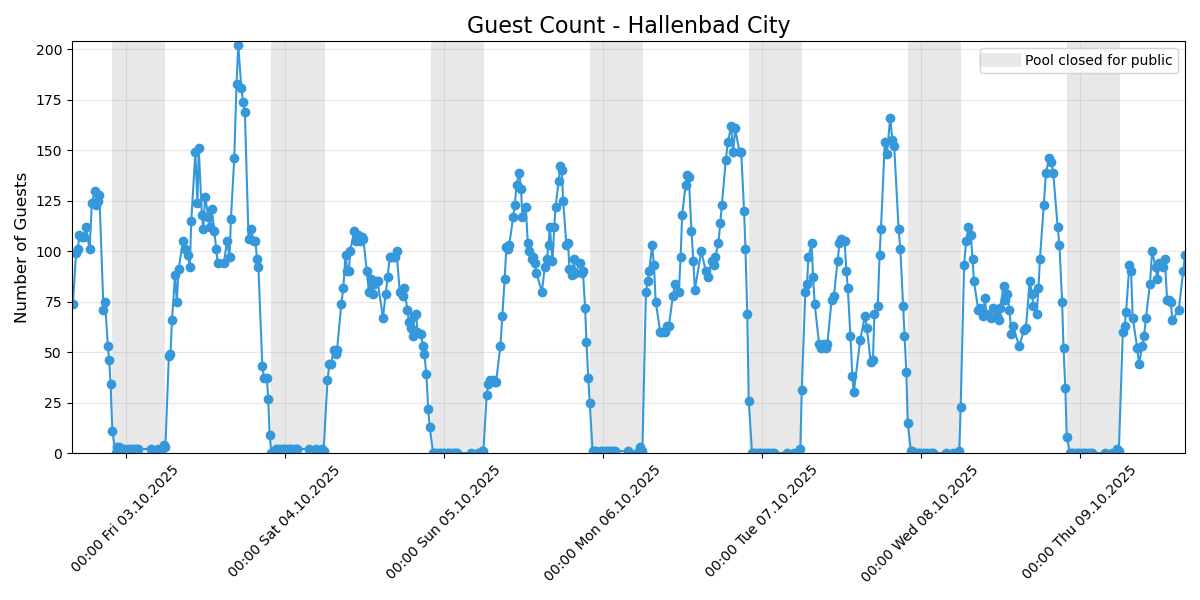 Guest Count - Hallenbad City
Pool closed for public
Number of Guests
200
175
150
125
100
75
50
25
0
00:00 Fri 03.10.2025
00:00 Sat 04.10.2025
00:00 Sun 05.10.2025
00:00 Mon 06.10.2025
00:00 Tue 07.10.2025
00:00 Wed 08.10.2025
00:00 Thu 09.10.2025